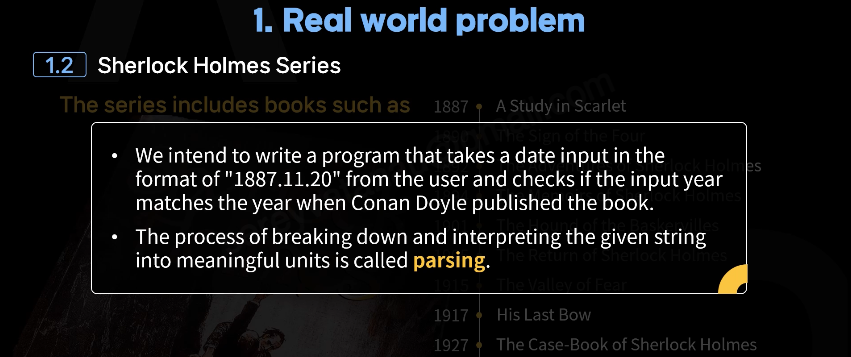 1. Real world problem
1.2 Sherlock Holmes Series
The series includes books such as
1887 A Study in Scarlet
The Sign of the Four
• We intend to write a program that takes a date input in the
format of "1887.11.20" from the user and checks if the input year
matches the year when Conan Doyle published the book.
• The process of breaking down and interpreting the given string
into meaningful units is called parsing.
The Return of Sherlock Holmes
1915 The Valley of Fear
1917 His Last Bow
1927 The Case-Book of Sherlock Holmes